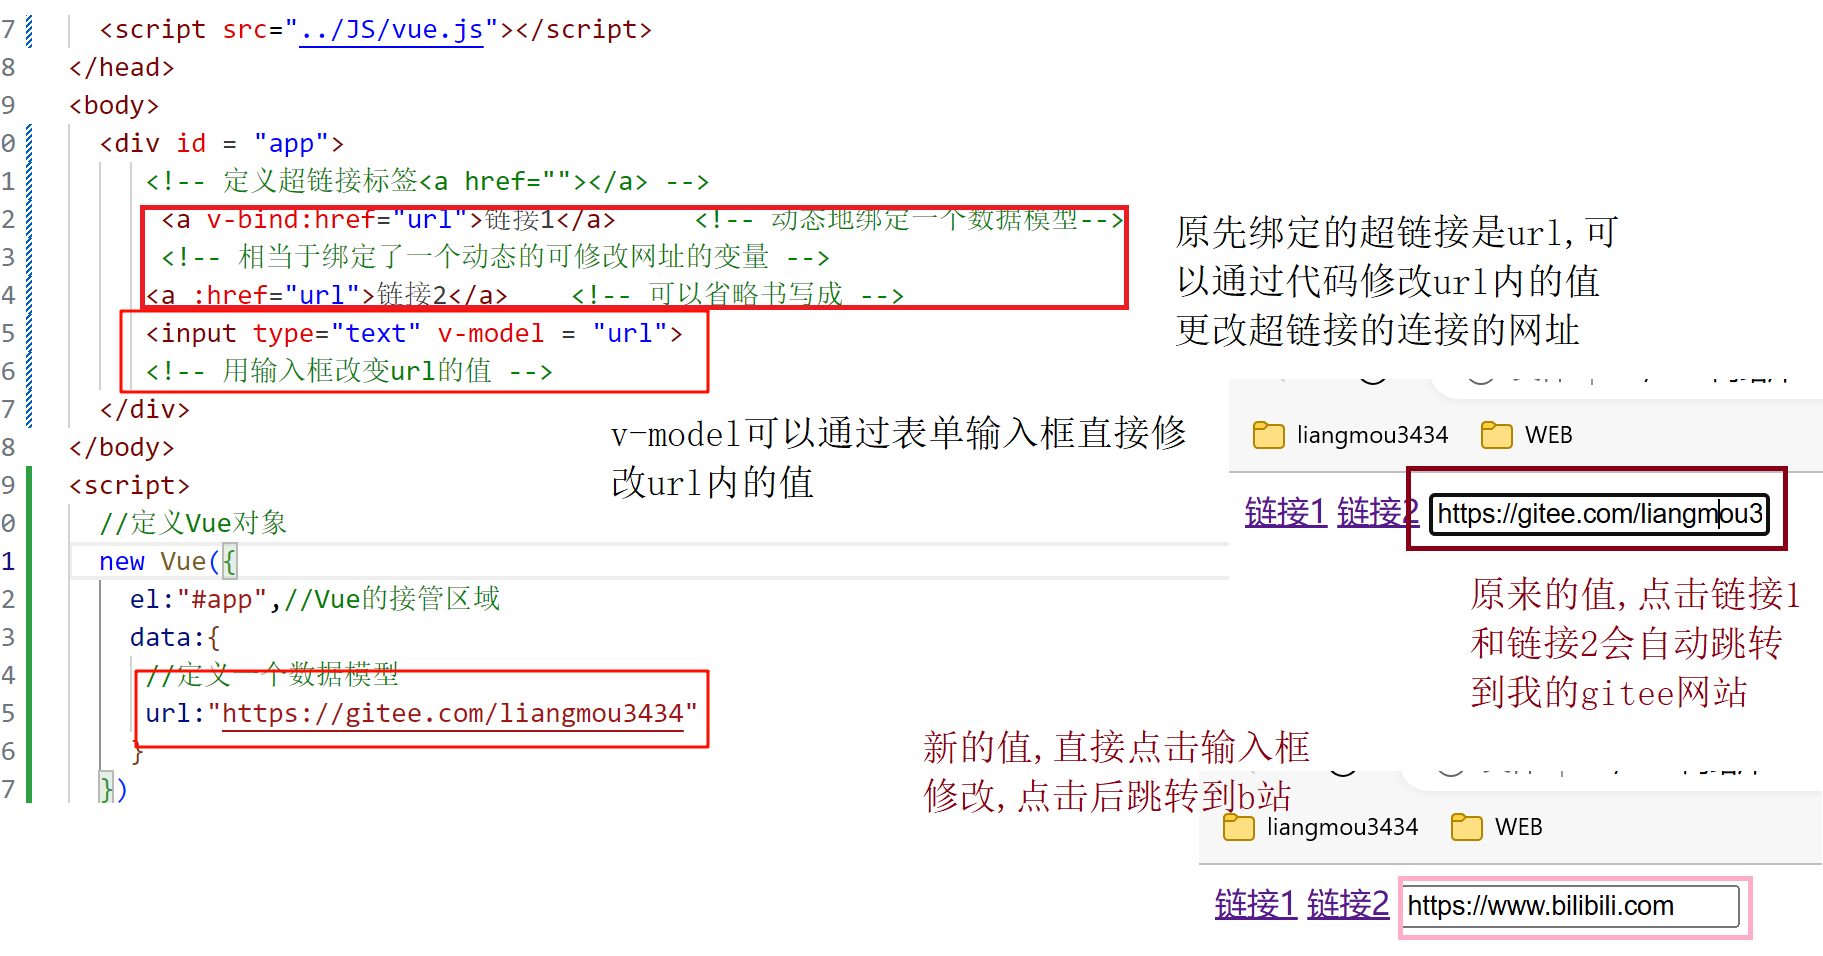 7 <script src="../JS/vue.js"></script>
8 </head>
9 <body>
0 <div id = "app">
1 <!-- 定义超链接标签<a href=""></a> -->
2 <a v-bind:href="url">链接1</a> <!-- 动态地绑定一个数据模型-->
3 <!-- 相当于绑定了一个动态的可修改网址的变量 -->
4 <a :href="url">链接2</a> <!-- 可以省略书写成 -->
5 <input type="text" v-model = "url">
6 <!-- 用输入框改变url的值 -->
7 </div>
8 </body>
9 <script>
0 //定义Vue对象
1 new Vue({
2 el:"#app",//Vue的接管区域
3 data:{
4 //定义一个数据模型
5 url:"https://gitee.com/liangmou3434"
6 }
7 })
原先绑定的超链接是url,可
以通过代码修改url内的值
更改超链接的连接的网址
v-model可以通过表单输入框直接修
改url内的值
liangmou3434 WEB
链接1 链接2 https://gitee.com/liangmou3
原来的值,点击链接1
和链接2会自动跳转
到我的gitee网站
新的值,直接点击输入框
修改,点击后跳转到b站
liangmou3434 WEB
链接1 链接2 https://www.bilibili.com